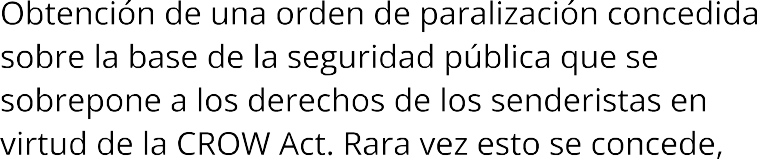 Obtención de una orden de paralización concedida
sobre la base de la seguridad pública que se
sobrepone a los derechos de los senderistas en
virtud de la CROW Act. Rara vez esto se concede,